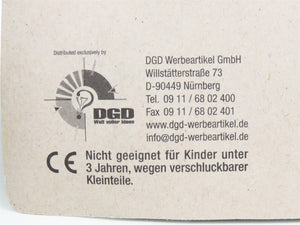 Distributed exclusively by
DGD
Welt voller Ideen
DGD Werbeartikel GmbH
Willstätterstraße 73
D-90449 Nürnberg
Tel. 09 11 / 68 02 400
Fax 09 11 / 68 02 401
www.dgd-werbeartikel.de
info@dgd-werbeartikel.de
CE Nicht geeignet für Kinder unter
3 Jahren, wegen verschluckbarer
Kleinteile.